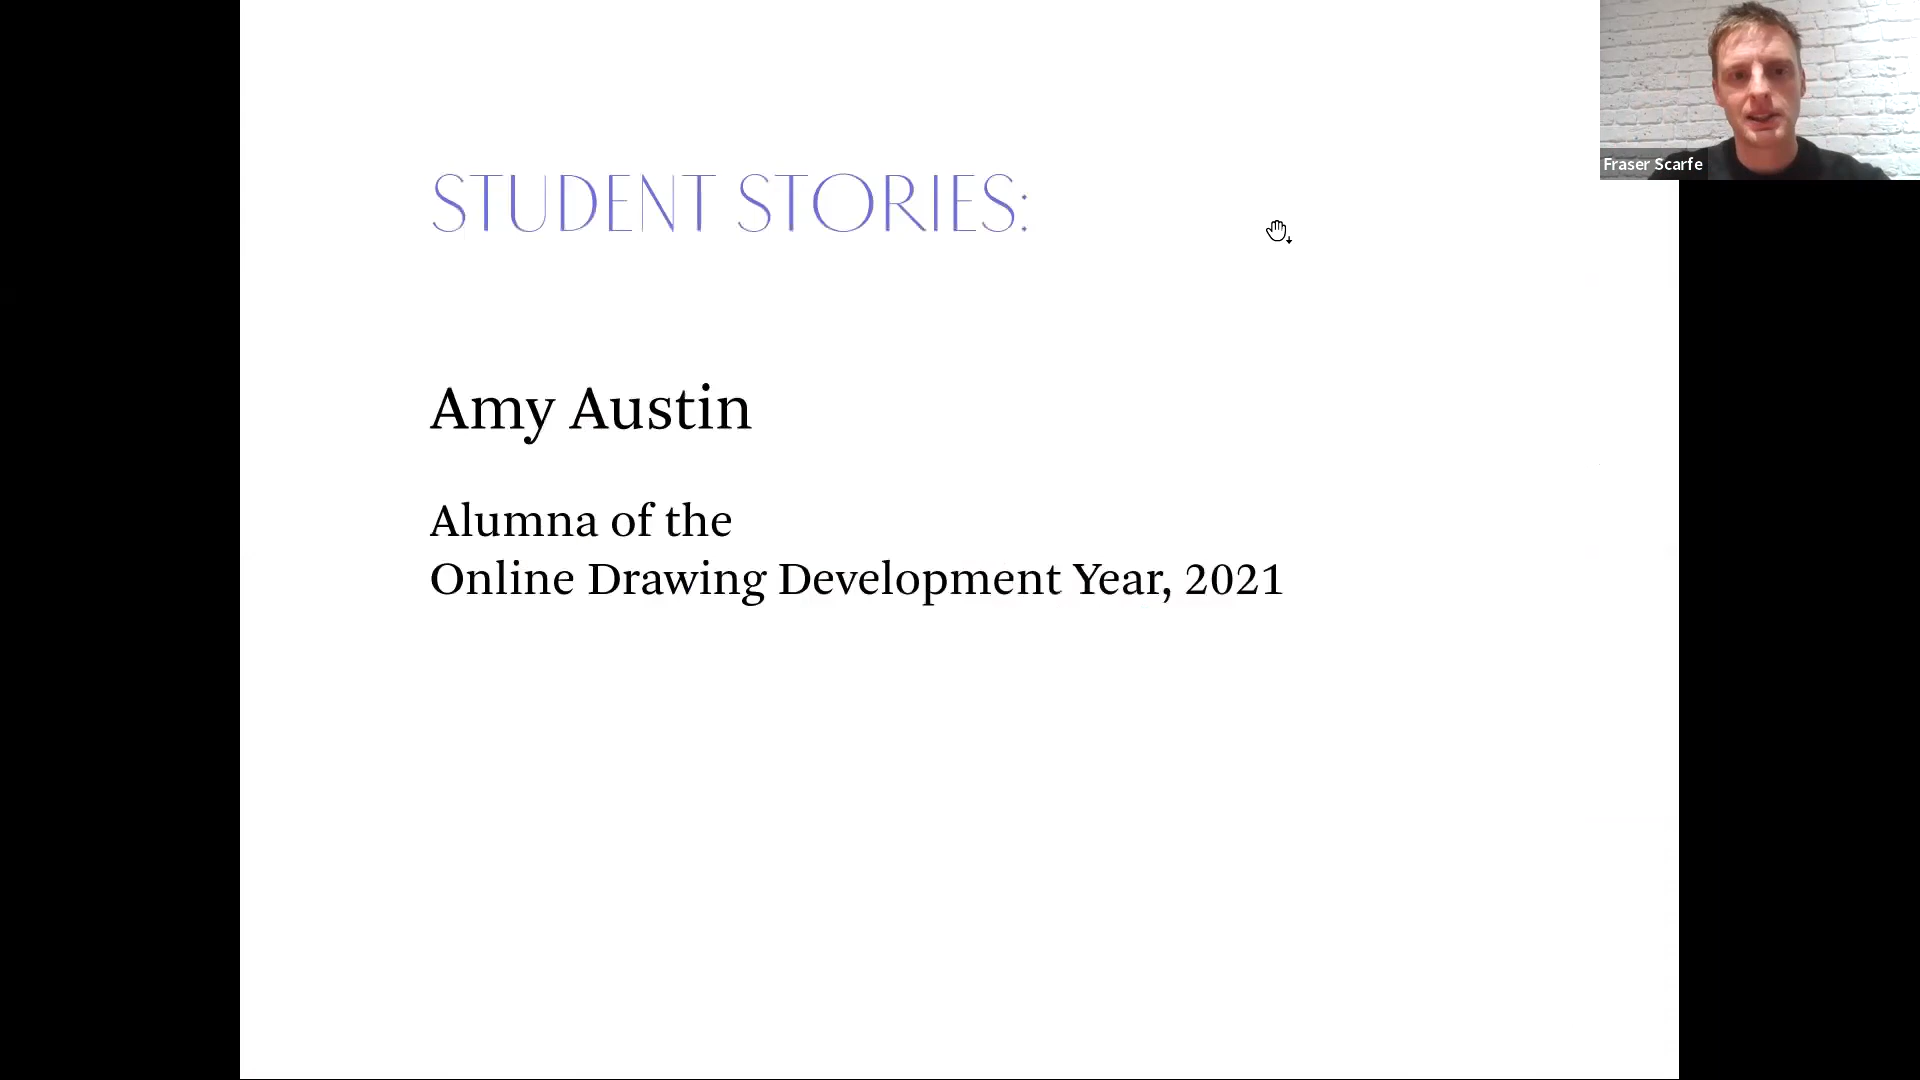 STUDENT STORIES:
Amy Austin
Alumna of the
Online Drawing Development Year, 2021
Fraser Scarfe